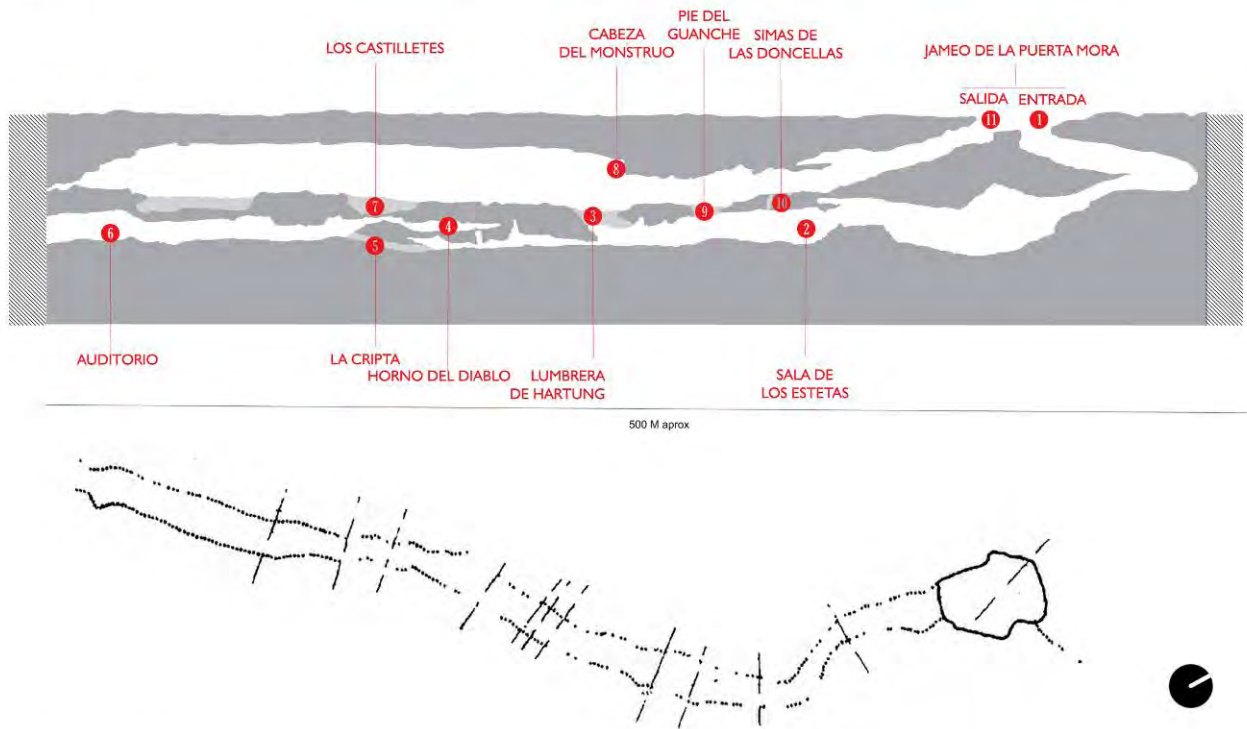 PIE DEL
GUANCHE
SIMAS DE
LAS DONCELLAS
CABEZA
DEL MONSTRUO
LOS CASTILLETES
JAMEO DE LA PUERTA MORA
SALIDA
ENTRADA
11
1
8
7
3
9
10
4
2
6
5
AUDITORIO
LA CRIPTA
HORNO DEL DIABLO
LUMBRERA
DE HARTUNG
SALA DE
LOS ESTETAS
500 M aprox